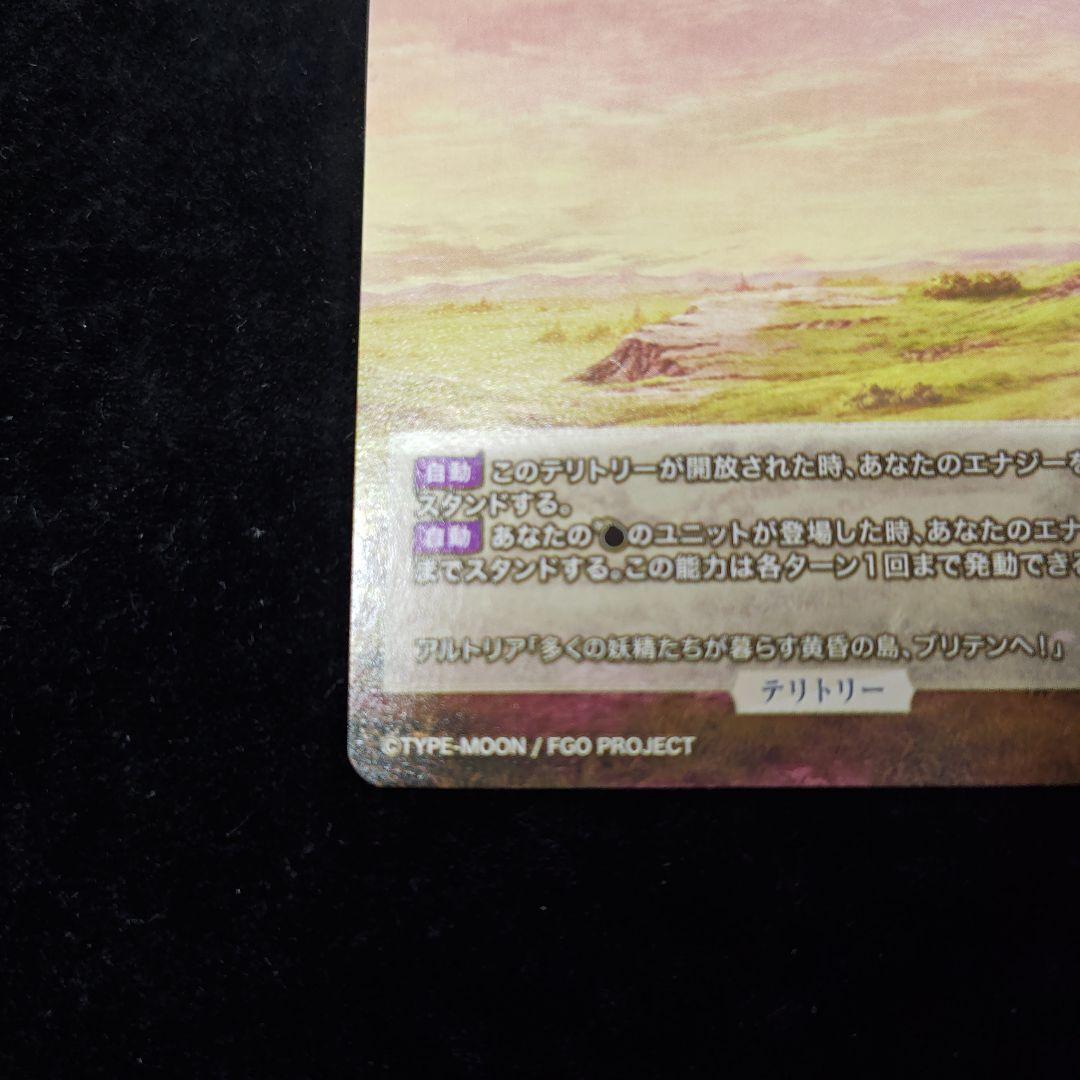 自動 このテリトリーが開放された時、あなたのエナジーを
スタンドする。
自動 あなたの のユニットが登場した時、あなたのエナ
までスタンドする。この能力は各ターン1回まで発動できる
アルトリア「多くの妖精たちが暮らす黄昏の島、ブリテンへ!」
テリトリー
©TYPE-MOON / FGO PROJECT